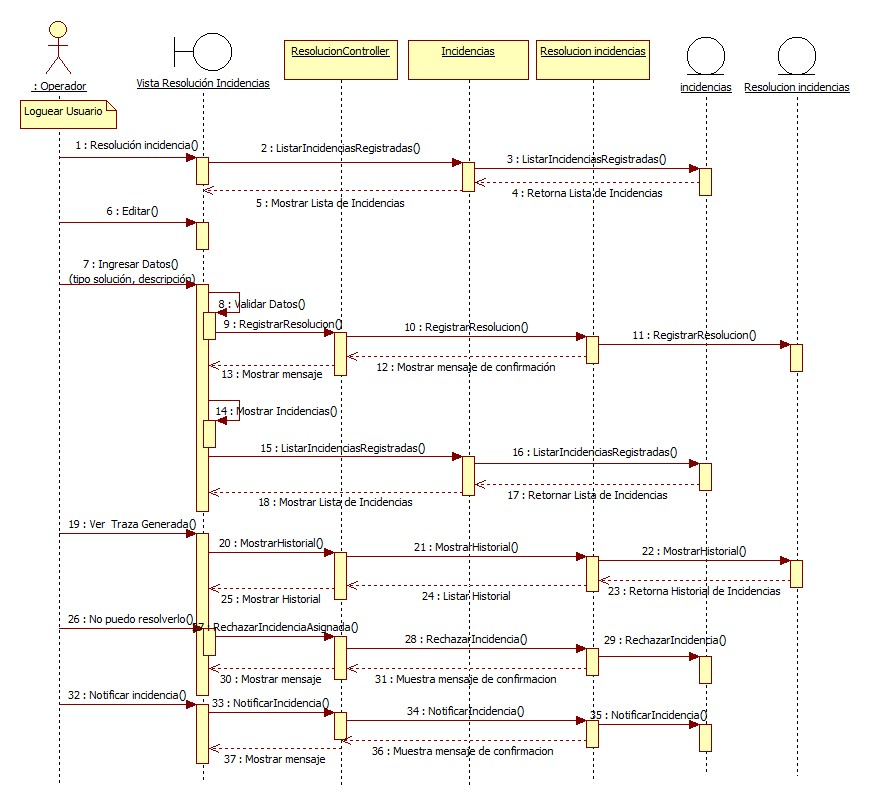 : Operador
Vista Resolución Incidencias
ResolucionController
Incidencias
Resolucion incidencias
incidencias
Resolucion incidencias
Loguear Usuario
1 : Resolución incidencia()
2 : ListarIncidenciasRegistradas()
3 : ListarIncidenciasRegistradas()
4 : Retorna Lista de Incidencias
5 : Mostrar Lista de Incidencias
6 : Editar()
7 : Ingresar Datos()
(tipo solución, descripción)
8 : Validar Datos()
9 : RegistrarResolucion()
10 : RegistrarResolucion()
11 : RegistrarResolucion()
12 : Mostrar mensaje de confirmación
13 : Mostrar mensaje
14 : Mostrar Incidencias()
15 : ListarIncidenciasRegistradas()
16 : ListarIncidenciasRegistradas()
17 : Retornar Lista de Incidencias
18 : Mostrar Lista de Incidencias
19 : Ver Traza Generada()
20 : MostrarHistorial()
21 : MostrarHistorial()
22 : MostrarHistorial()
23 : Retorna Historial de Incidencias
24 : Listar Historial
25 : Mostrar Historial
26 : No puedo resolverlo()
27 : RechazarIncidenciaAsignada()
28 : RechazarIncidencia()
29 : RechazarIncidencia()
30 : Mostrar mensaje
31 : Muestra mensaje de confirmacion
32 : Notificar incidencia()
33 : NotificarIncidencia()
34 : NotificarIncidencia()
35 : NotificarIncidencia()
36 : Muestra mensaje de confirmacion
37 : Mostrar mensaje